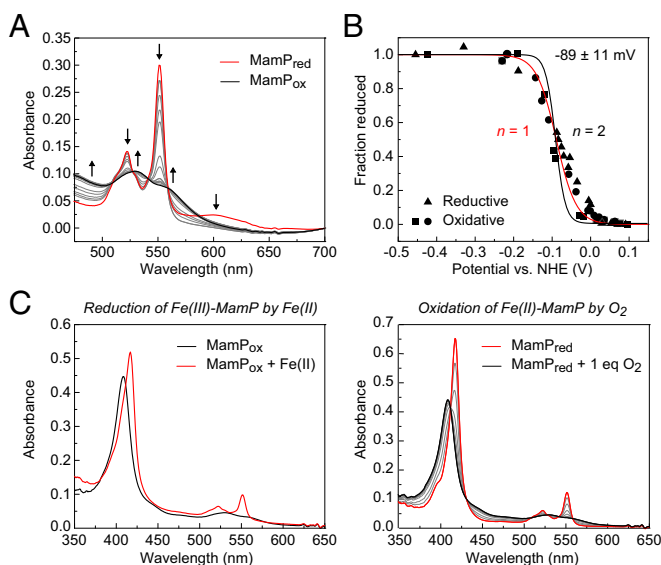 A
MamPred
MamPox
Absorbance
0.35
0.30
0.25
0.20
0.15
0.10
0.05
0.00
500
550
600
650
700
Wavelength (nm)
B
-89 ± 11 mV
n = 1
n = 2
Reductive
Oxidative
Fraction reduced
1.0
0.8
0.6
0.4
0.2
0.0
-0.5 -0.4 -0.3 -0.2 -0.1 0.0 0.1
Potential vs. NHE (V)
C
Reduction of Fe(III)-MamP by Fe(II)
MamPox
MamPox + Fe(II)
Absorbance
0.6
0.5
0.4
0.3
0.2
0.1
0.0
350 400 450 500 550 600 650
Wavelength (nm)
Oxidation of Fe(II)-MamP by O2
MamPred
MamPred + 1 eq O2
Absorbance
0.7
0.6
0.5
0.4
0.3
0.2
0.1
0.0
350 400 450 500 550 600 650
Wavelength (nm)